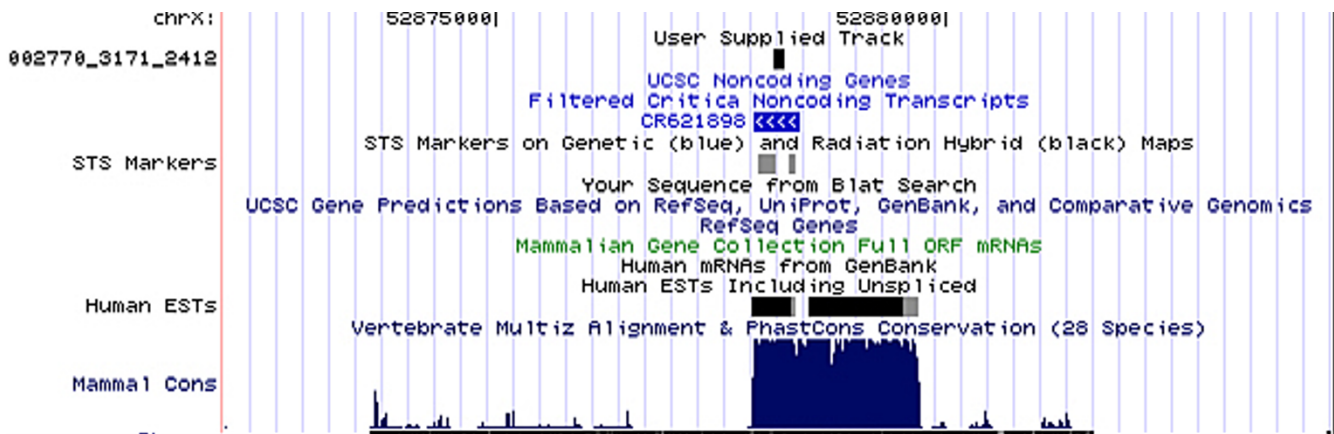 chrX: 52875000| 52880000|
User Supplied Track
002770_3171_2412
UCSC Noncoding Genes
Filtered Critica Noncoding Transcripts
CR621898 <<<<
STS Markers on Genetic (blue) and Radiation Hybrid (black) Maps
STS Markers
Your Sequence from Blat Search
UCSC Gene Predictions Based on RefSeq, UniProt, GenBank, and Comparative Genomics
RefSeq Genes
Mammalian Gene Collection Full ORF mRNAs
Human mRNAs from GenBank
Human ESTs Including Unspliced
Human ESTs
Vertebrate Multiz Alignment & PhastCons Conservation (28 Species)
Mammal Cons